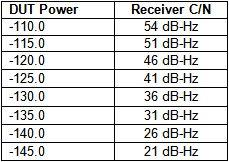 DUT Power Receiver C/N
-110.0 54 dB-Hz
-115.0 51 dB-Hz
-120.0 46 dB-Hz
-125.0 41 dB-Hz
-130.0 36 dB-Hz
-135.0 31 dB-Hz
-140.0 26 dB-Hz
-145.0 21 dB-Hz